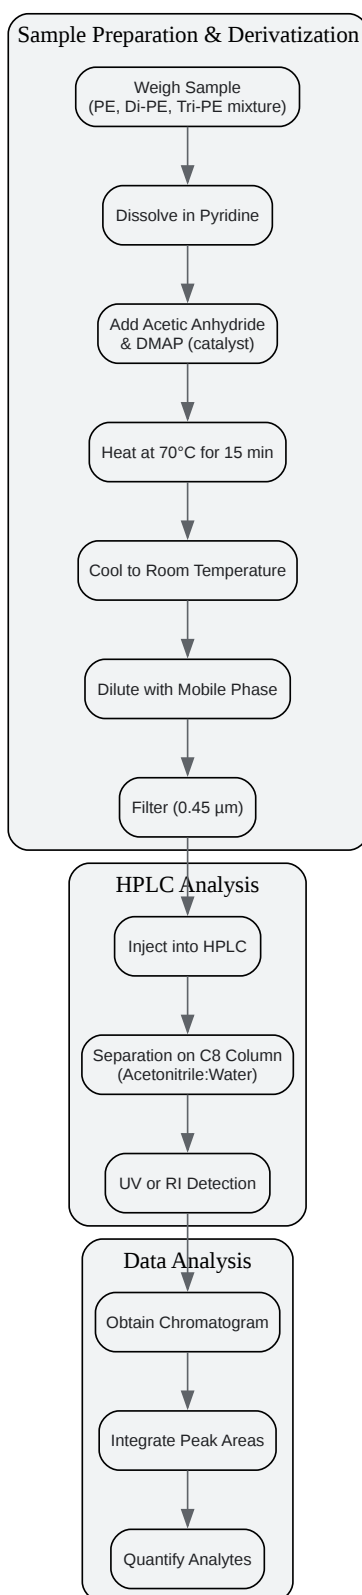 Sample Preparation & Derivatization
Weigh Sample
(PE, Di-PE, Tri-PE mixture)
Dissolve in Pyridine
Add Acetic Anhydride
& DMAP (catalyst)
Heat at 70°C for 15 min
Cool to Room Temperature
Dilute with Mobile Phase
Filter (0.45 µm)
HPLC Analysis
Inject into HPLC
Separation on C8 Column
(Acetonitrile:Water)
UV or RI Detection
Data Analysis
Obtain Chromatogram
Integrate Peak Areas
Quantify Analytes